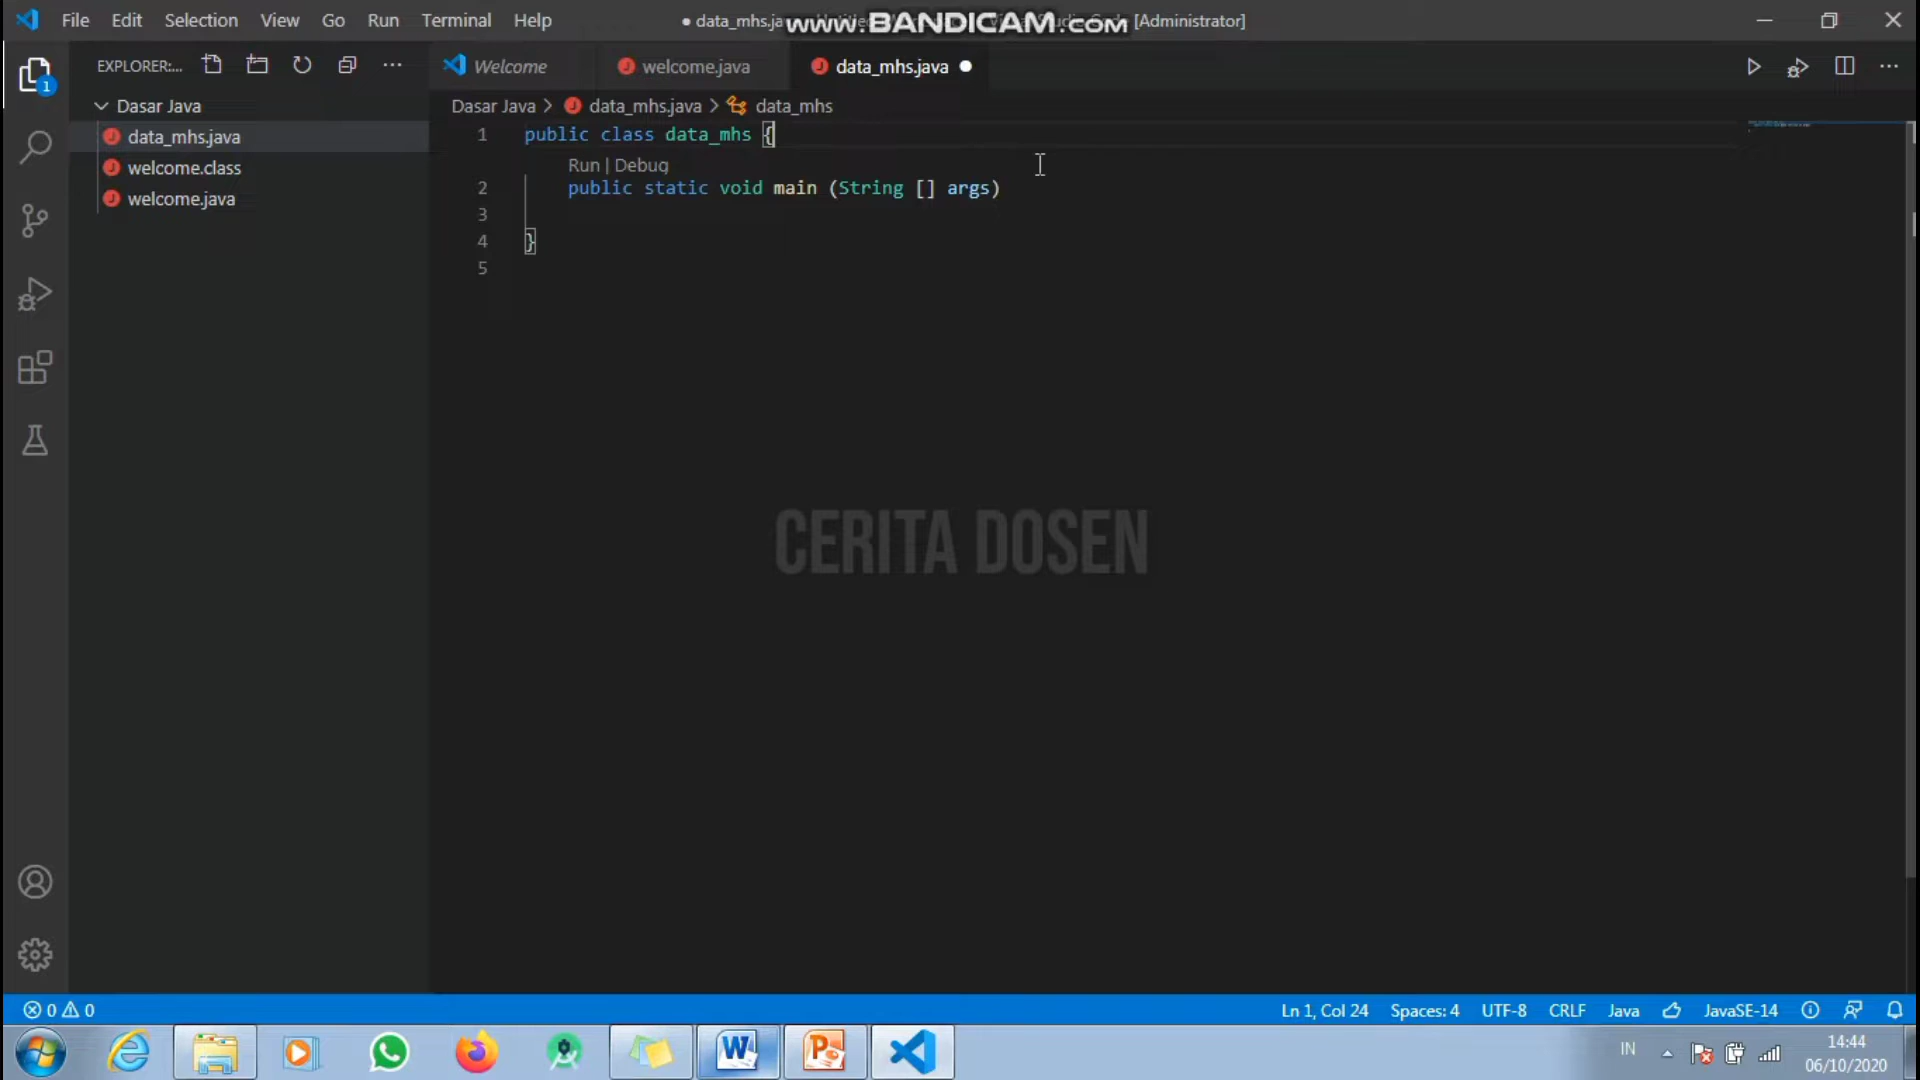 File Edit Selection View Go Run Terminal Help
● data_mhs.ja
www.BANDICAM.com
[Administrator]
EXPLORER:...
Welcome
welcome.java
data_mhs.java ●
Dasar Java
data_mhs.java
welcome.class
welcome.java
Dasar Java > data_mhs.java > data_mhs
1 public class data_mhs {
Run | Debug
2 public static void main (String [] args)
3
4 }
5
1
CERITA DOSEN
0 0
Ln 1, Col 24 Spaces: 4 UTF-8 CRLF Java JavaSE-14
IN
14:44
06/10/2020